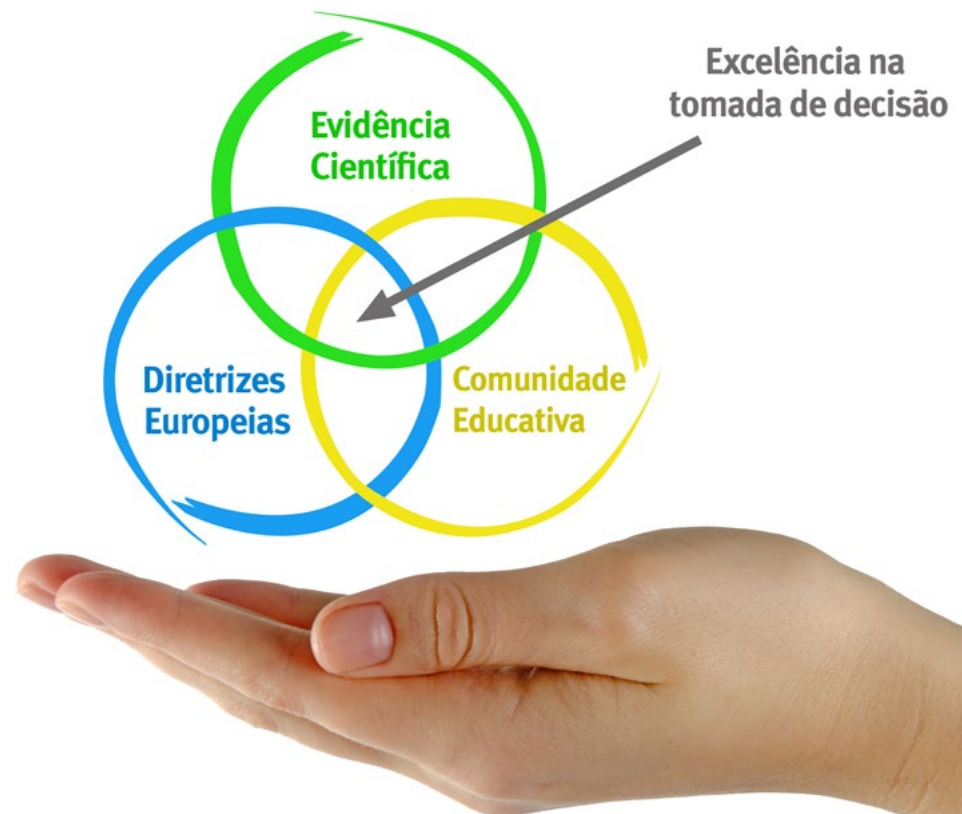 Excelência na
tomada de decisão
Evidência
Científica
Diretrizes
Europeias
Comunidade
Educativa